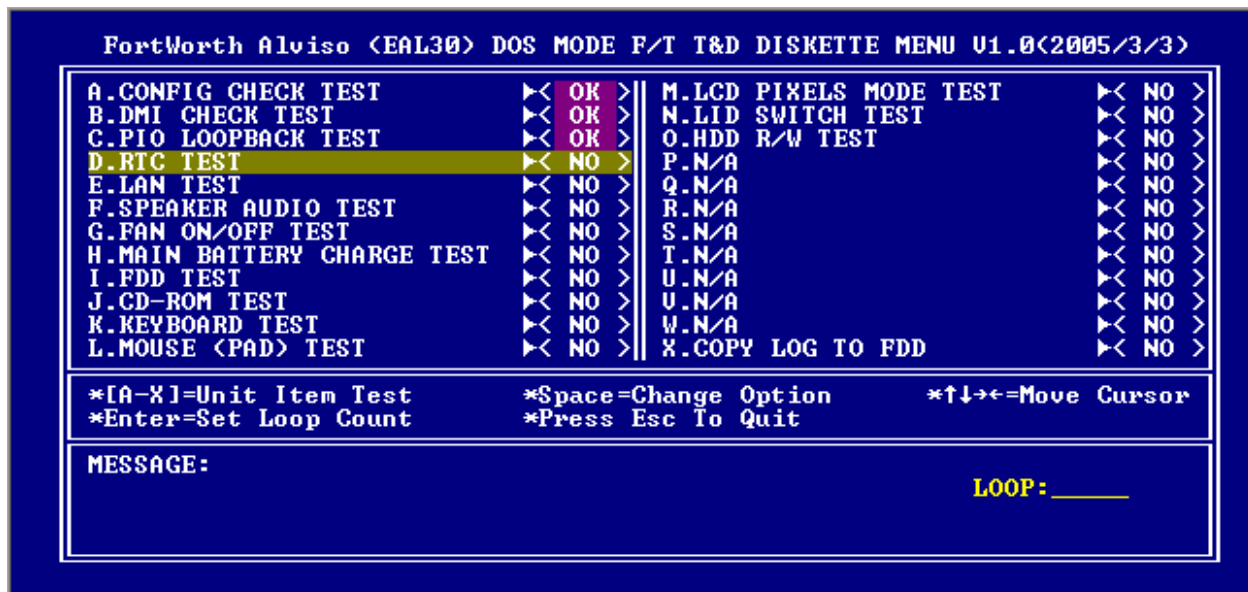 FortWorth Alviso (EAL30) DOS MODE F/T T&D DISKETTE MENU V1.0(2005/3/3)
A.CONFIG CHECK TEST ►< OK >
B.DMI CHECK TEST ►< OK >
C.PIO LOOPBACK TEST ►< OK >
D.RTC TEST ►< NO >
E.LAN TEST ►< NO >
F.SPEAKER AUDIO TEST ►< NO >
G.FAN ON/OFF TEST ►< NO >
H.MAIN BATTERY CHARGE TEST ►< NO >
I.FDD TEST ►< NO >
J.CD-ROM TEST ►< NO >
K.KEYBOARD TEST ►< NO >
L.MOUSE (PAD) TEST ►< NO >
M.LCD PIXELS MODE TEST ►< NO >
N.LID SWITCH TEST ►< NO >
O.HDD R/W TEST ►< NO >
P.N/A ►< NO >
Q.N/A ►< NO >
R.N/A ►< NO >
S.N/A ►< NO >
T.N/A ►< NO >
U.N/A ►< NO >
V.N/A ►< NO >
W.N/A ►< NO >
X.COPY LOG TO FDD ►< NO >
*[A-X]=Unit Item Test *Space=Change Option *↑↓→←=Move Cursor
*Enter=Set Loop Count *Press Esc To Quit
MESSAGE:
LOOP:______